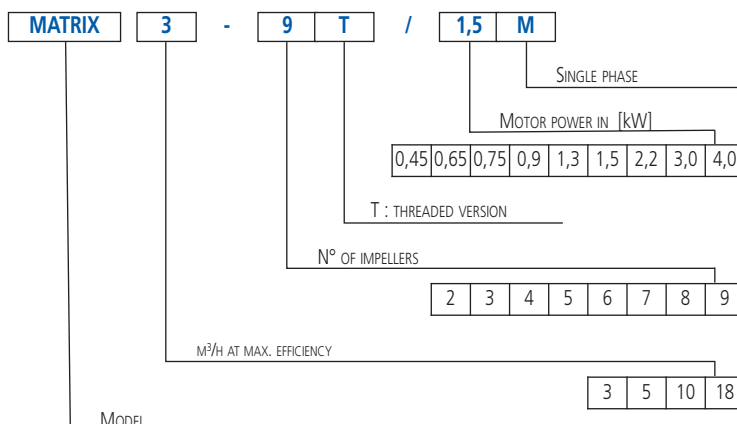 MATRIX 3 - 9 T / 1,5 M
SINGLE PHASE
MOTOR POWER IN [kW]
0,45 0,65 0,75 0,9 1,3 1,5 2,2 3,0 4,0
T : THREADED VERSION
N° OF IMPELLERS
2 3 4 5 6 7 8 9
M³/H AT MAX. EFFICIENCY
3 5 10 18
MODEL